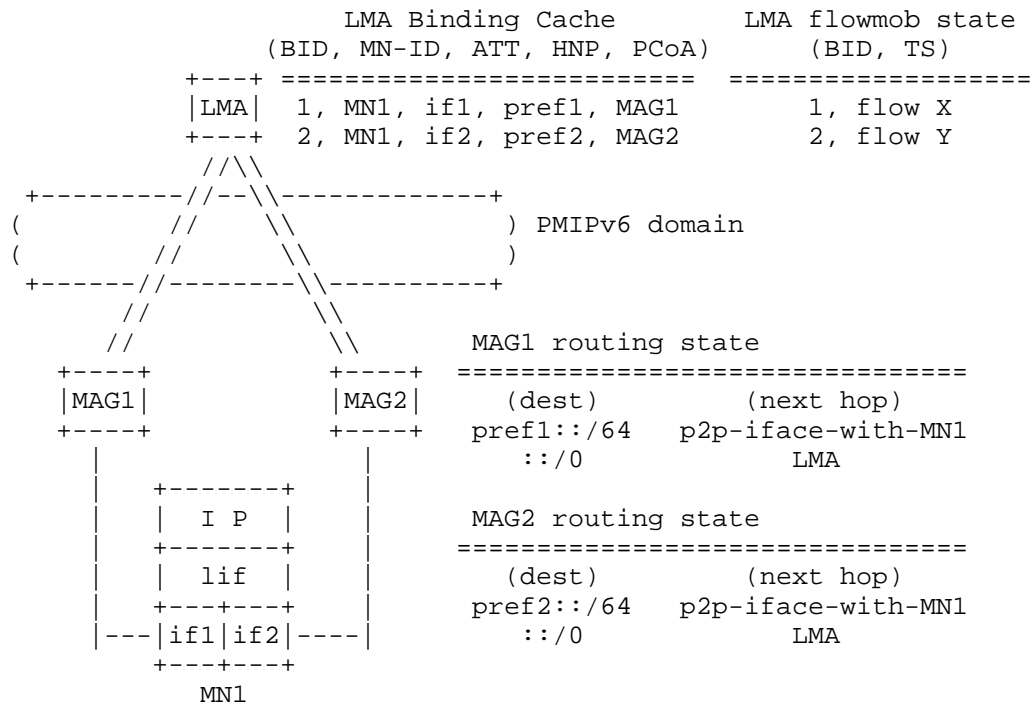 LMA Binding Cache LMA flowmob state
(BID, MN-ID, ATT, HNP, PCoA) (BID, TS)
+---+ ========================== ===================
|LMA| 1, MN1, if1, pref1, MAG1 1, flow X
+---+ 2, MN1, if2, pref2, MAG2 2, flow Y
//\\
+---------//--\\-------------+
( // \\ ) PMIPv6 domain
( // \\ )
+------//--------\\----------+
// \\
// \\ MAG1 routing state
+----+ +----+ ================================
|MAG1| |MAG2| (dest) (next hop)
+----+ +----+ pref1::/64 p2p-iface-with-MN1
| | ::/0 LMA
| +-------+ |
| | I P | | MAG2 routing state
| +-------+ | ================================
| | lif | | (dest) (next hop)
| +---+---+ | pref2::/64 p2p-iface-with-MN1
|---|if1|if2|----| ::/0 LMA
+---+---+
MN1